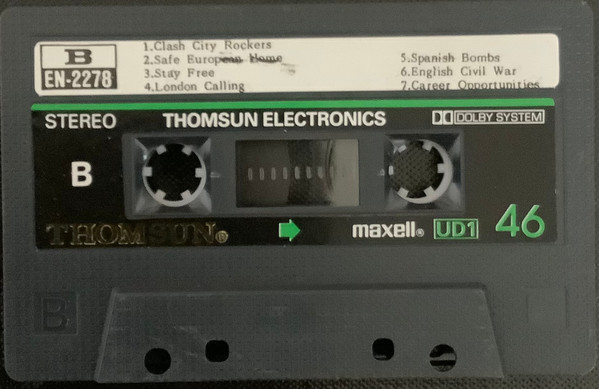 B
EN-2278
1.Clash City Rockers
2.Safe European Home
3.Stay Free
4.London Calling
5.Spanish Bombs
6.English Civil War
7.Career Opportunities
STEREO THOMSUN ELECTRONICS DOLBY SYSTEM
B
THOMSUN®
maxell® UD1 46
B